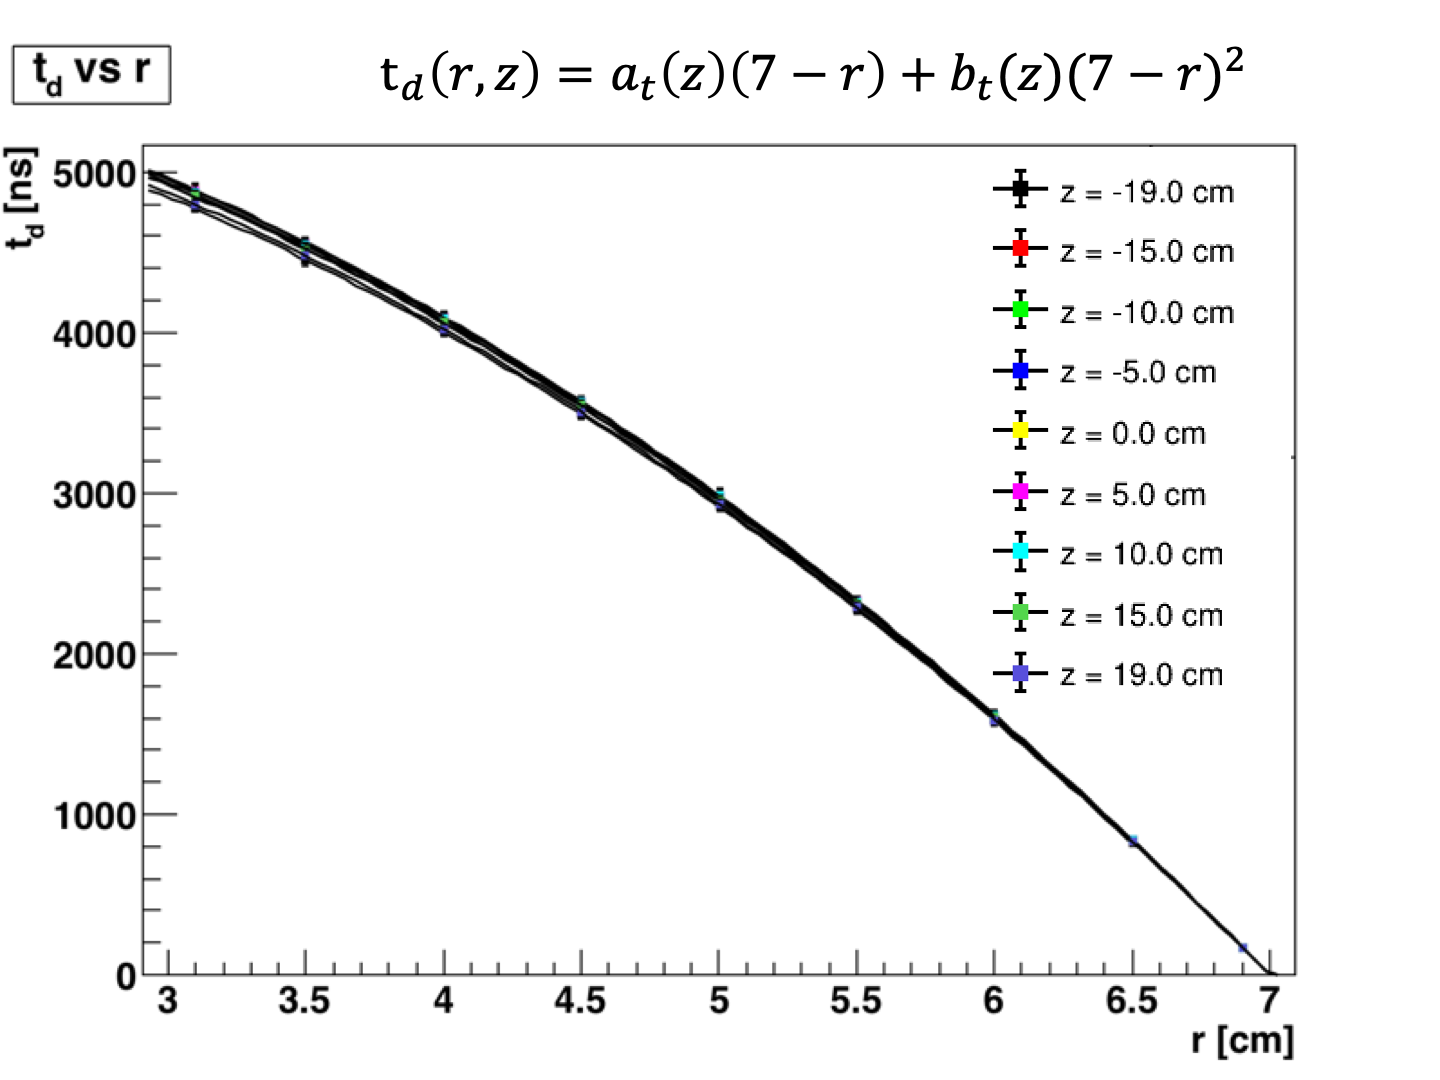 t_d vs r
t_d(r, z) = a_t(z)(7 − r) + b_t(z)(7 − r)²
t_d [ns]
5000
4000
3000
2000
1000
0
z = -19.0 cm
z = -15.0 cm
z = -10.0 cm
z = -5.0 cm
z = 0.0 cm
z = 5.0 cm
z = 10.0 cm
z = 15.0 cm
z = 19.0 cm
3 3.5 4 4.5 5 5.5 6 6.5 7
r [cm]